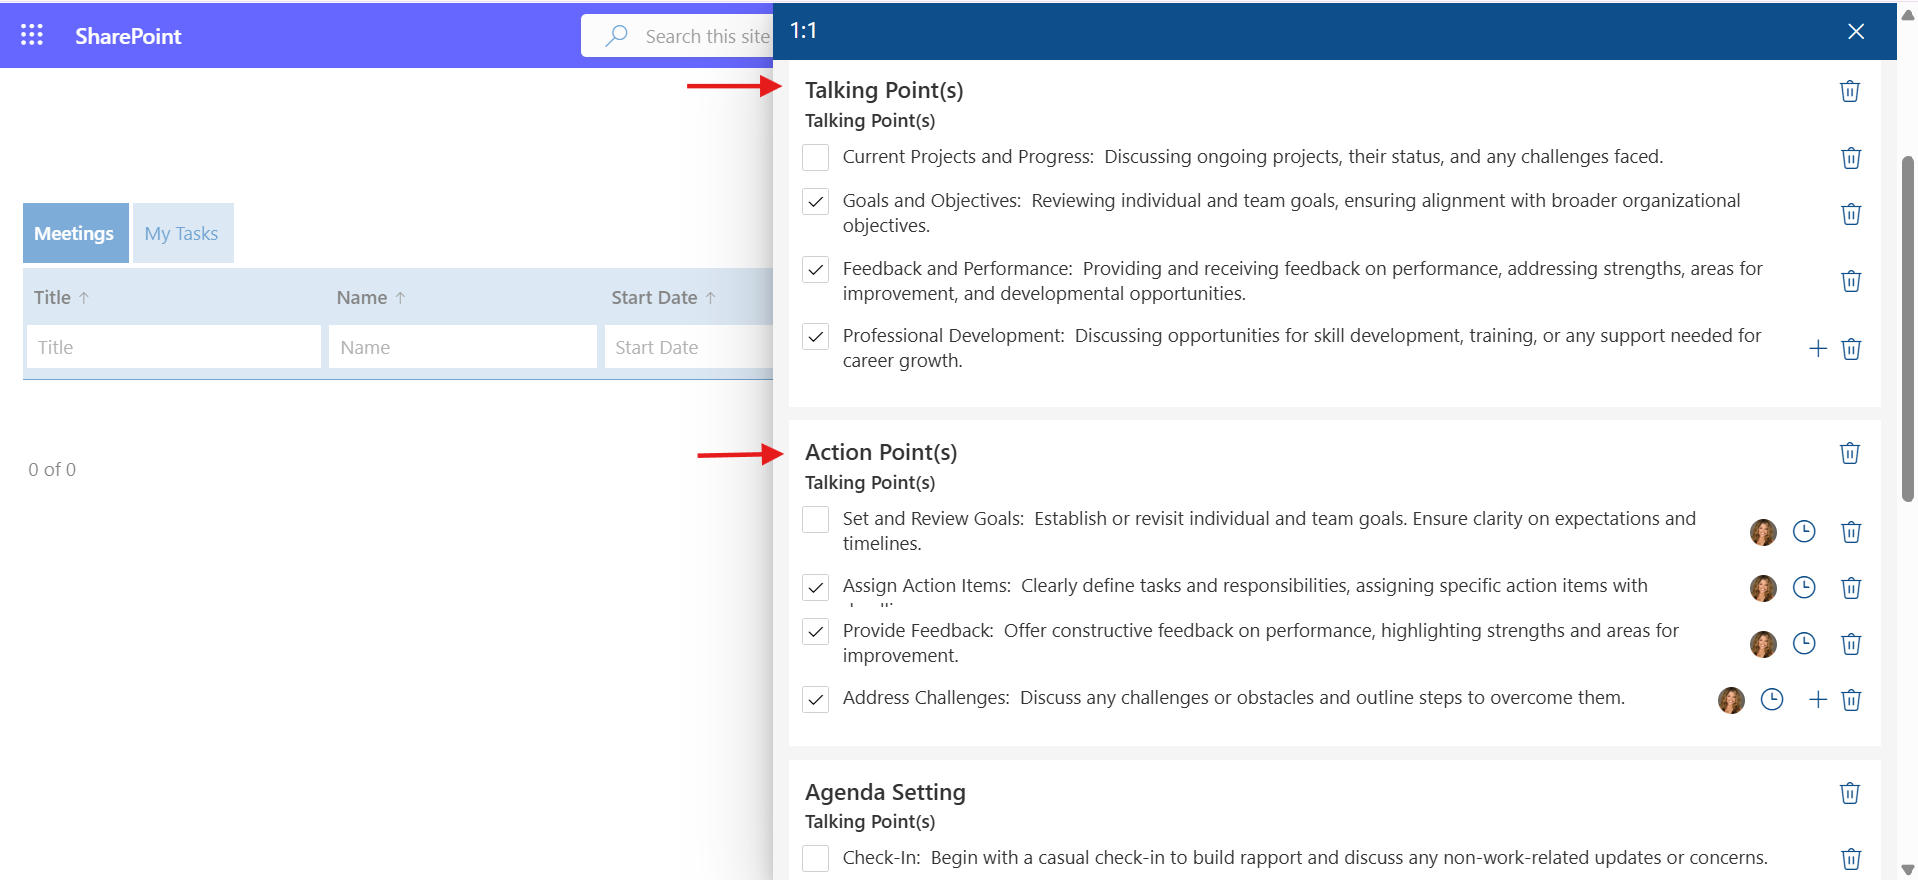 SharePoint
Search this site
1:1
Meetings
My Tasks
Title ↑
Name ↑
Start Date ↑
Title
Name
Start Date
0 of 0
Talking Point(s)
Talking Point(s)
Current Projects and Progress:  Discussing ongoing projects, their status, and any challenges faced.
Goals and Objectives:  Reviewing individual and team goals, ensuring alignment with broader organizational
objectives.
Feedback and Performance:  Providing and receiving feedback on performance, addressing strengths, areas for
improvement, and developmental opportunities.
Professional Development:  Discussing opportunities for skill development, training, or any support needed for
career growth.
Action Point(s)
Talking Point(s)
Set and Review Goals:  Establish or revisit individual and team goals. Ensure clarity on expectations and
timelines.
Assign Action Items:  Clearly define tasks and responsibilities, assigning specific action items with
Provide Feedback:  Offer constructive feedback on performance, highlighting strengths and areas for
improvement.
Address Challenges:  Discuss any challenges or obstacles and outline steps to overcome them.
Agenda Setting
Talking Point(s)
Check-In:  Begin with a casual check-in to build rapport and discuss any non-work-related updates or concerns.